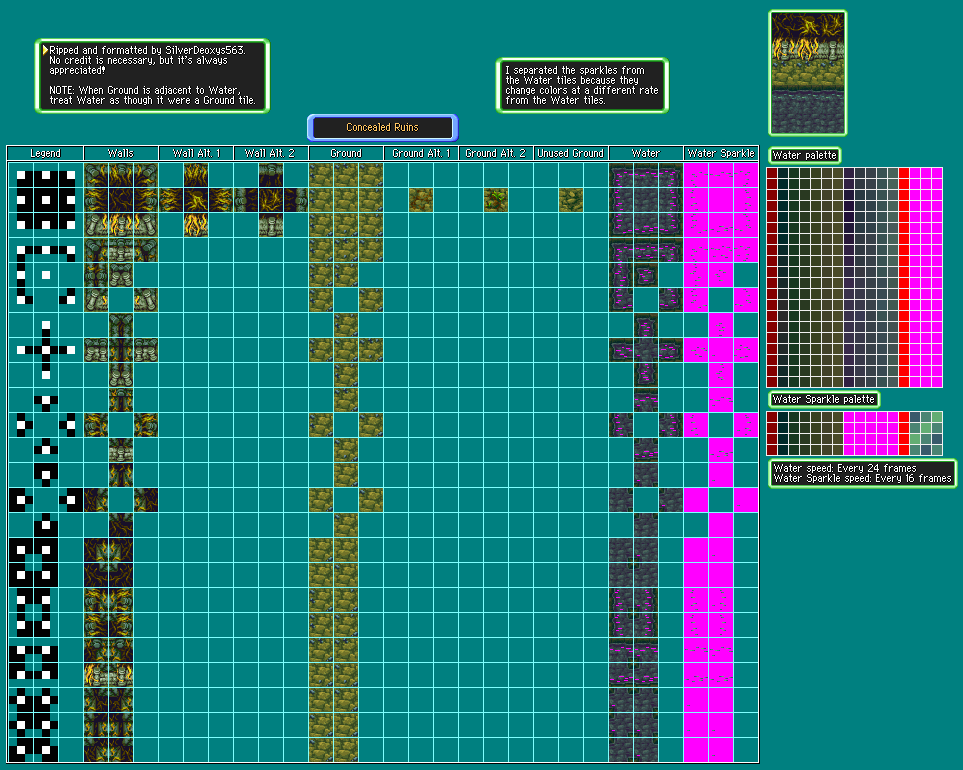 Ripped and formatted by SilverDeoxys563.
No credit is necessary, but it's always
appreciated!
NOTE: When Ground is adjacent to Water,
treat Water as though it were a Ground tile.
I separated the sparkles from
the Water tiles because they
change colors at a different rate
from the Water tiles.
Concealed Ruins
Legend Walls Wall Alt. 1 Wall Alt. 2 Ground Ground Alt. 1 Ground Alt. 2 Unused Ground Water Water Sparkle
Water palette
Water Sparkle palette
Water speed: Every 24 frames
Water Sparkle speed: Every 16 frames